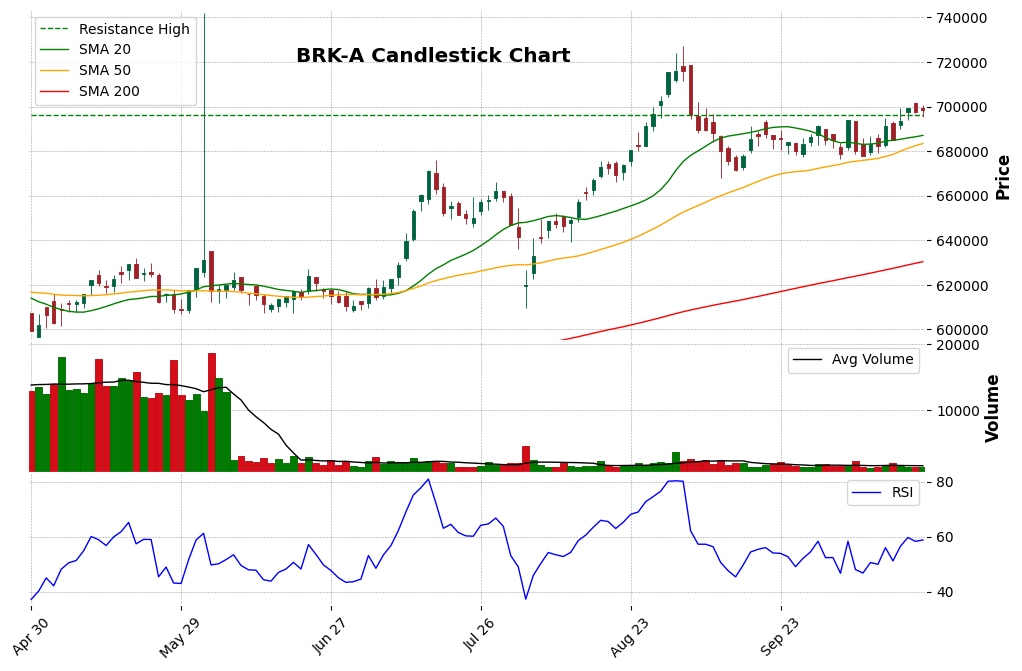 BRK-A Candlestick Chart
Resistance High
SMA 20
SMA 50
SMA 200
740000
720000
700000
680000
660000
640000
620000
600000
Price
Avg Volume
20000
10000
Volume
RSI
80
60
40
Apr 30
May 29
Jun 27
Jul 26
Aug 23
Sep 23